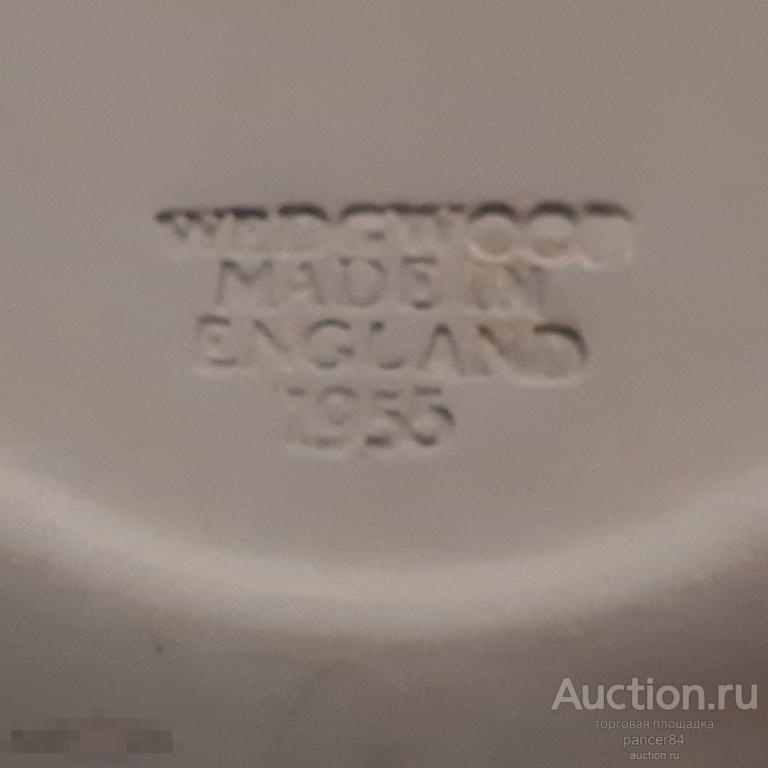 WEDGWOOD
MADE IN
ENGLAND
1955
Auction.ru
торговая площадка
pancer84
auction.ru